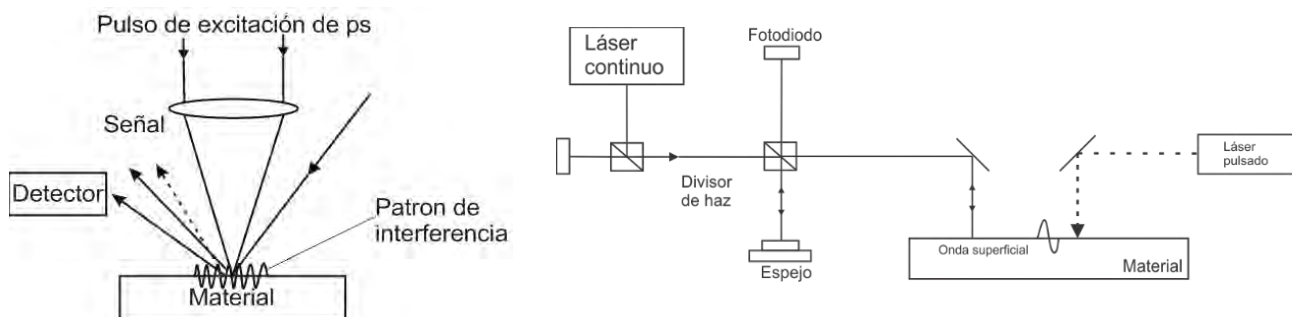 Pulso de excitación de ps
Señal
Detector
Patron de
interferencia
Material
Láser
continuo
Fotodiodo
Divisor
de haz
Espejo
Láser
pulsado
Onda superficial
Material